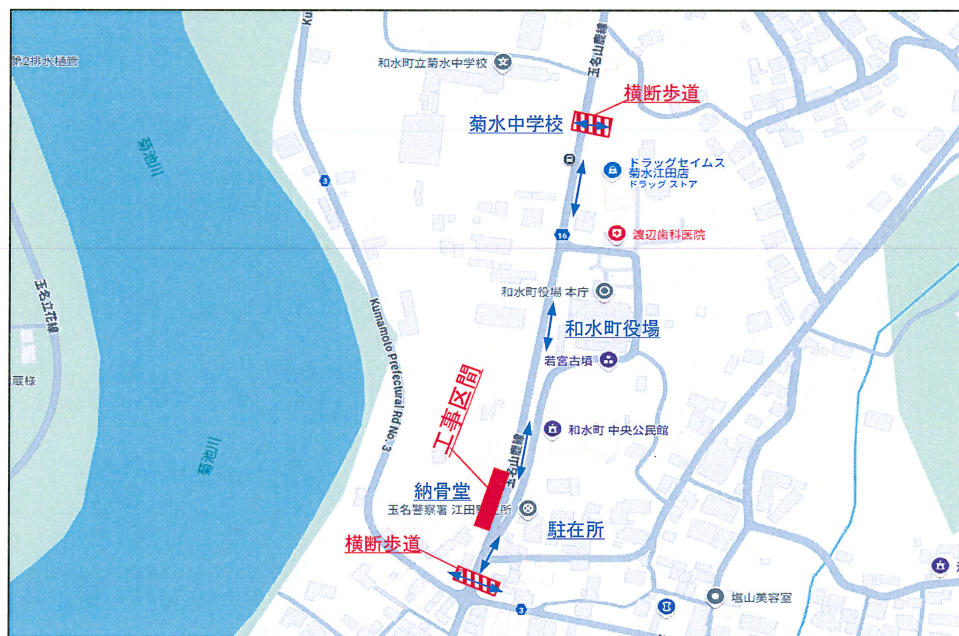 第2排水樋管
和水町立菊水中学校
玉名山鹿線
横断歩道
菊水中学校
菊池川
ドラッグセイムス
菊水江田店
ドラッグ ストア
3
16
渡辺歯科医院
玉名立花線
和水町役場 本庁
和水町役場
Kumamoto Prefectural Rd No. 3
若宮古墳
蔵様
工事区間
和水町 中央公民館
菊池川
玉名山鹿線
納骨堂
玉名警察署 江田
所
駐在所
横断歩道
塩山美容室
3